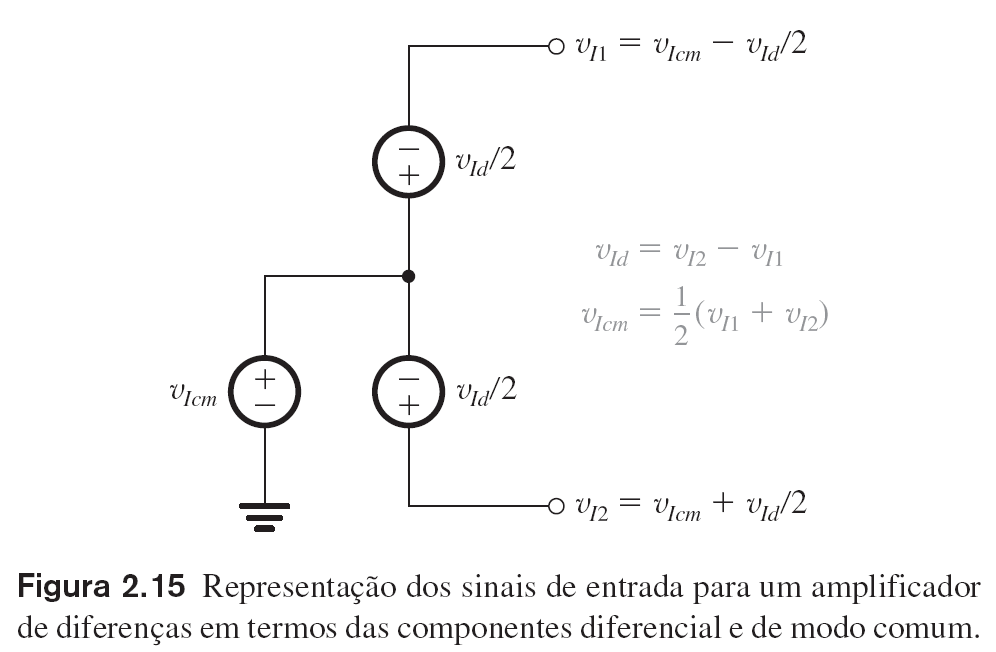 v_{I1} = v_{Icm} − v_{Id}/2
−
+
v_{Id}/2
v_{Id} = v_{I2} − v_{I1}
v_{Icm} = \frac{1}{2}(v_{I1} + v_{I2})
v_{Icm}
+
−
−
+
v_{Id}/2
v_{I2} = v_{Icm} + v_{Id}/2
Figura 2.15 Representação dos sinais de entrada para um amplificador
de diferenças em termos das componentes diferencial e de modo comum.